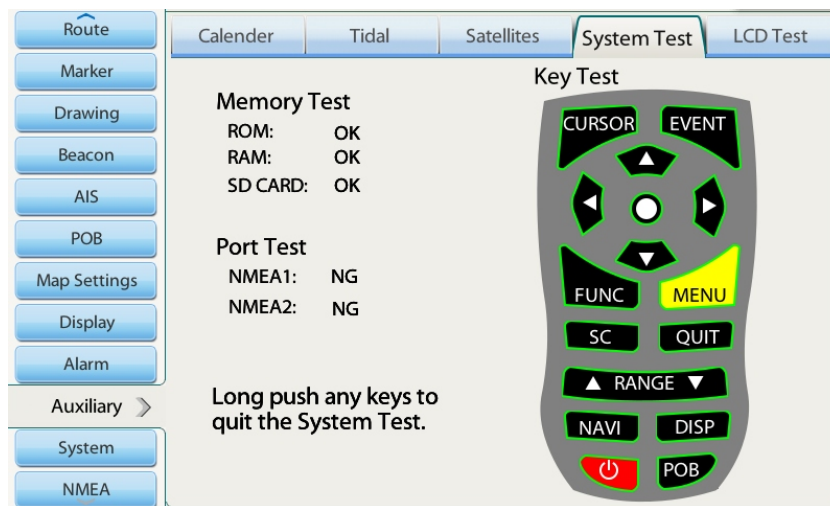 Route
Marker
Drawing
Beacon
AIS
POB
Map Settings
Display
Alarm
Auxiliary
System
NMEA
Calender Tidal Satellites System Test LCD Test
Memory Test
ROM: OK
RAM: OK
SD CARD: OK
Port Test
NMEA1: NG
NMEA2: NG
Long push any keys to
quit the System Test.
Key Test
CURSOR EVENT
FUNC MENU
SC QUIT
RANGE
NAVI DISP
POB